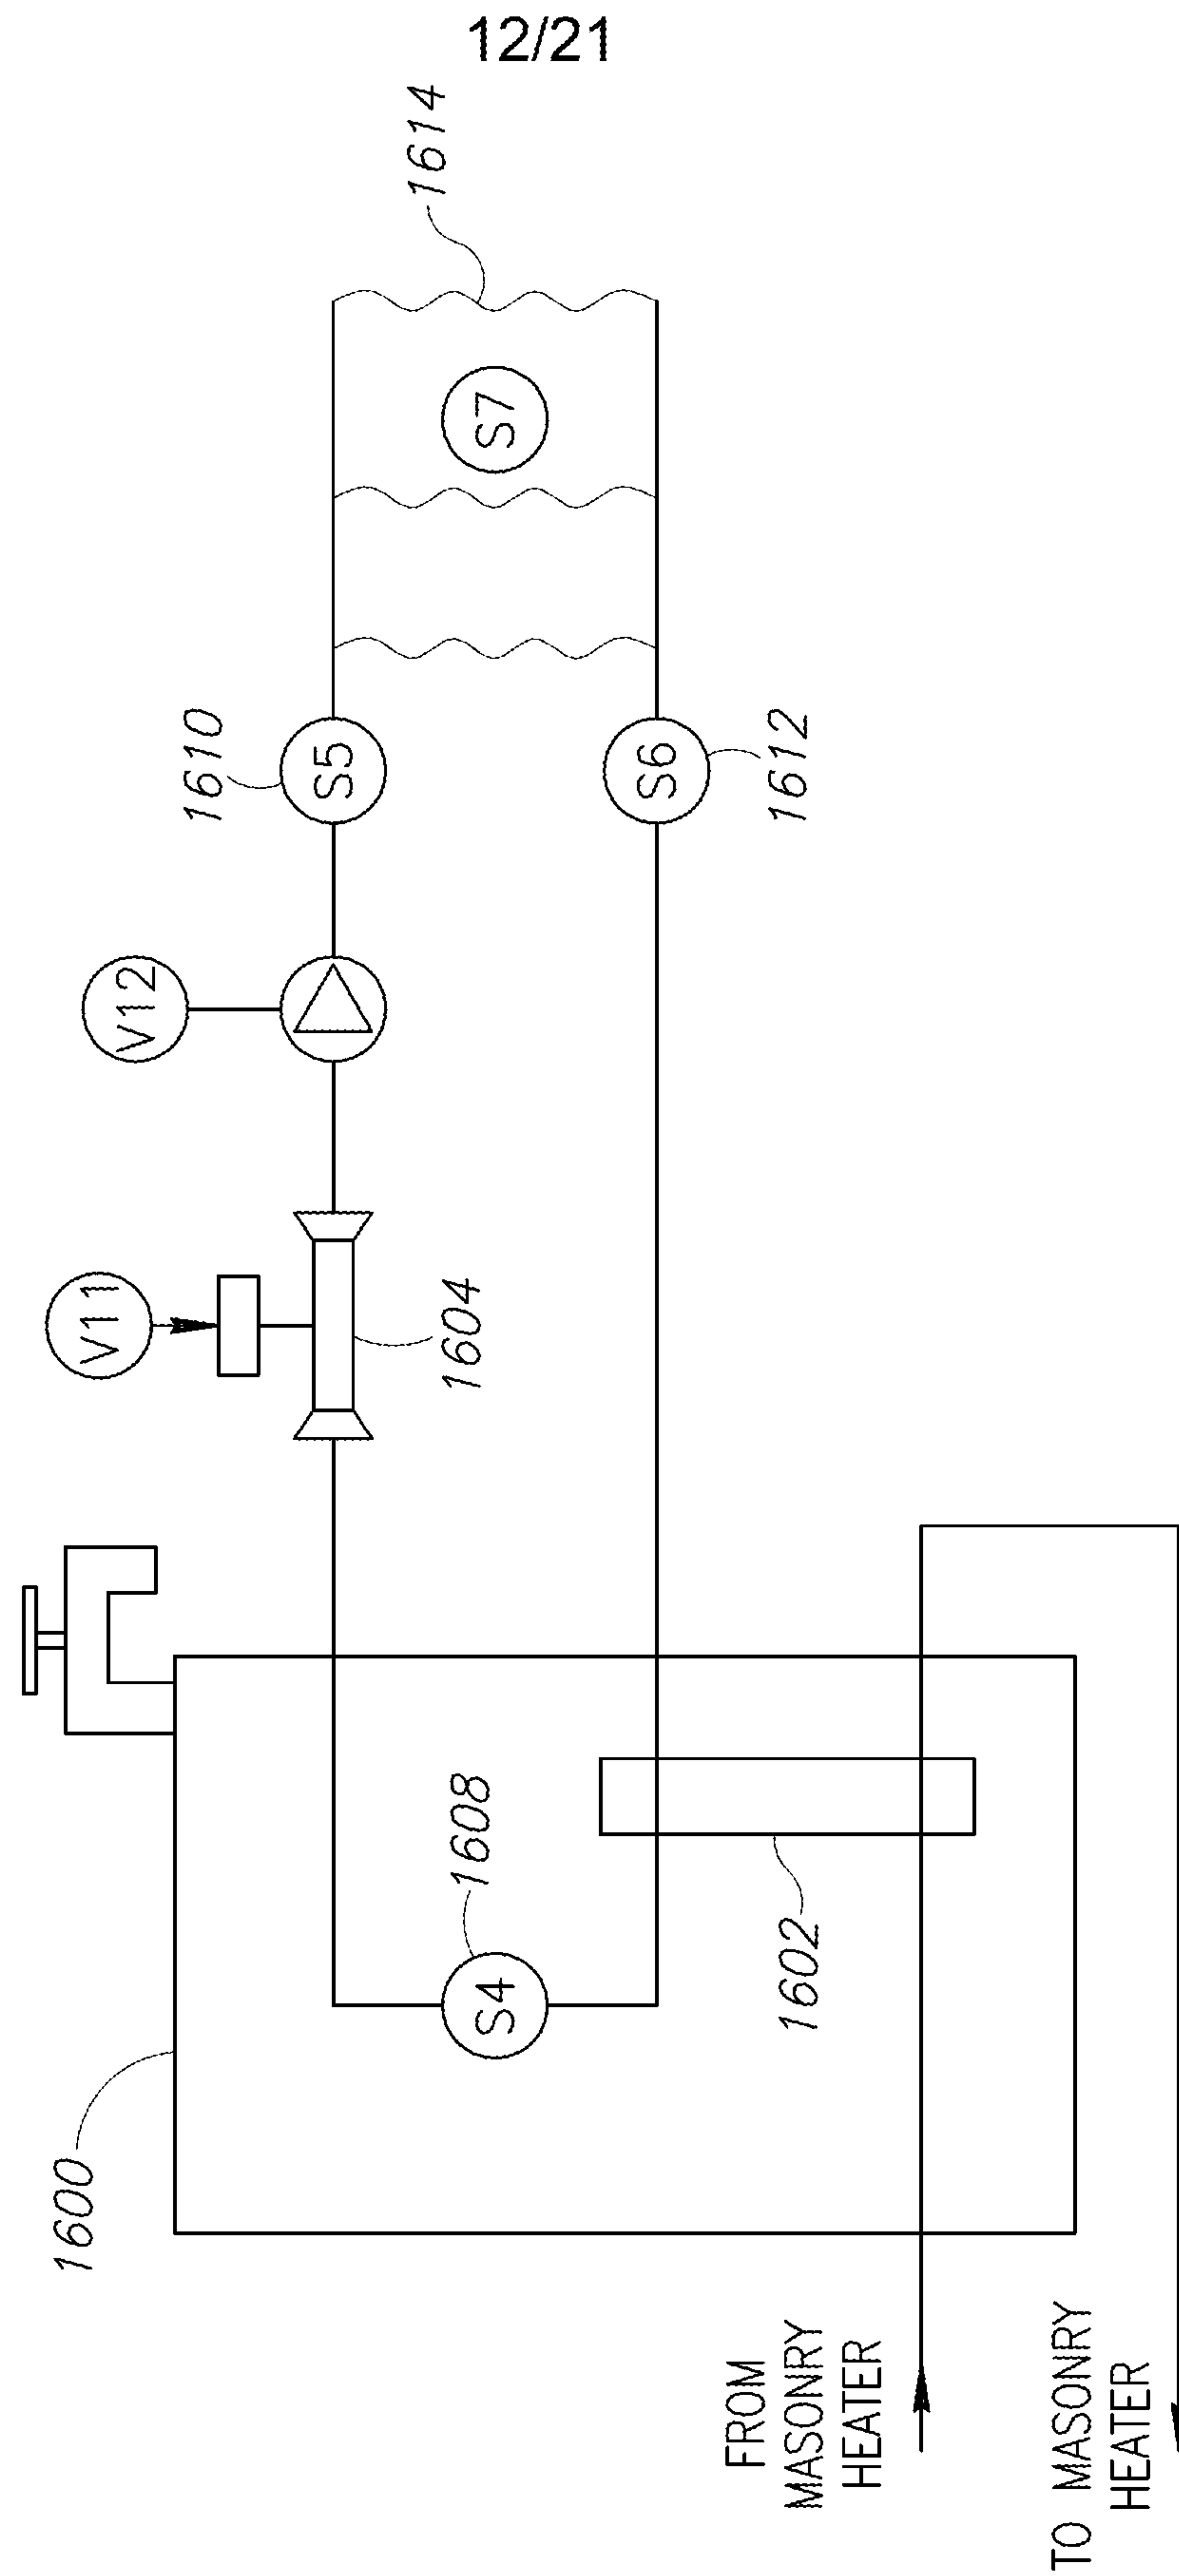 12/21
1614
S7
1610
S5
S6
1612
V12
V11
1604
1608
S4
1602
1600
FROM
MASONRY
HEATER
TO MASONRY
HEATER